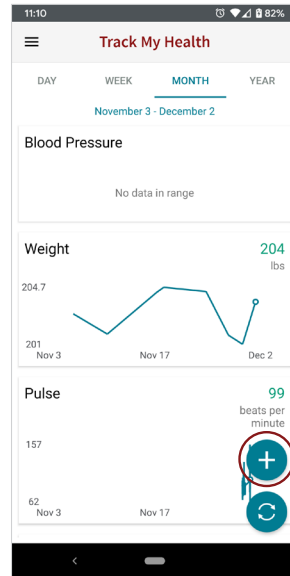 11:10 82%
Track My Health
DAY WEEK MONTH YEAR
November 3 - December 2
Blood Pressure
No data in range
Weight 204
lbs
204.7
201
Nov 3 Nov 17 Dec 2
Pulse 99
beats per
minute
157
62
Nov 3 Nov 17